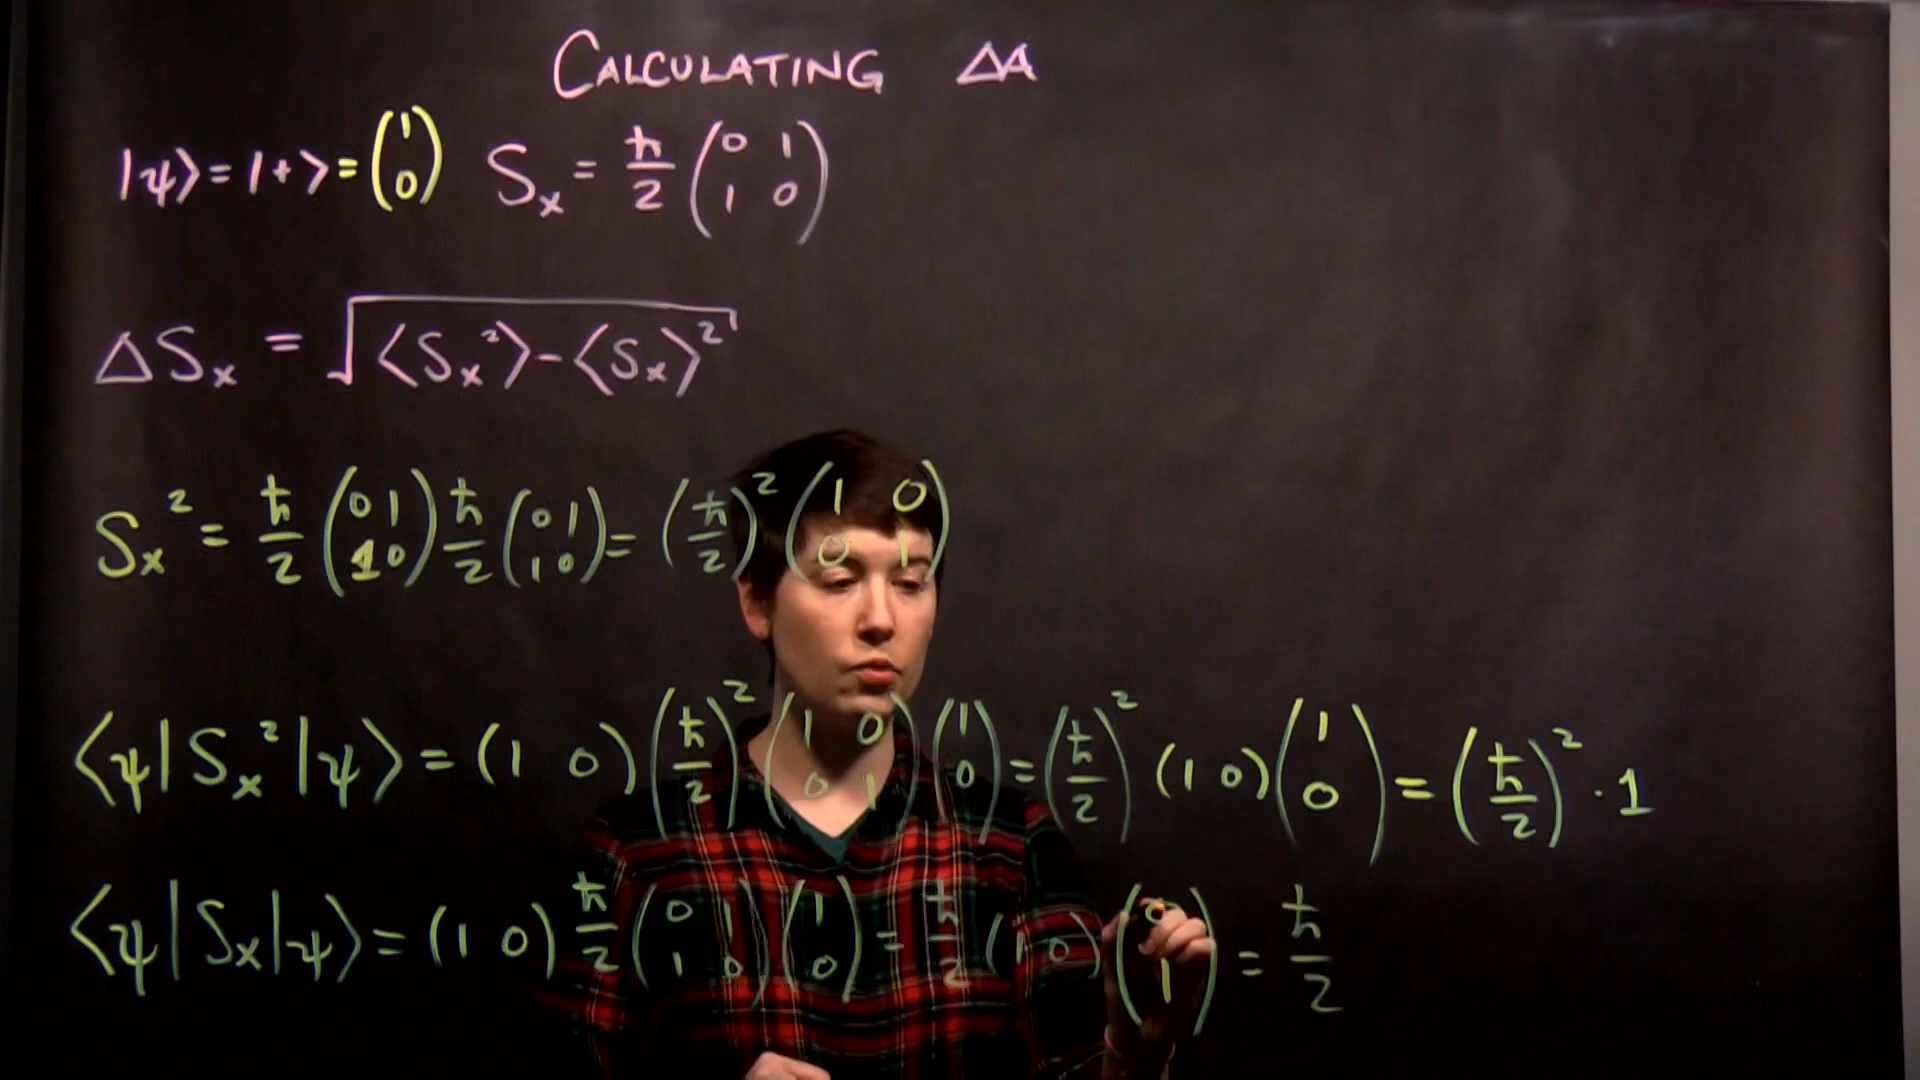 CALCULATING ΔA
|ψ⟩ = |+⟩ = (1 0) Sx = ħ/2 (0 1 1 0)
ΔSx = √(⟨Sx²⟩ - ⟨Sx⟩²)
Sx² = ħ/2 (0 1 1 0) ħ/2 (0 1 1 0) = (ħ/2)² (1 0 0 1)
⟨ψ|Sx²|ψ⟩ = (1 0) (ħ/2)² (1 0 0 1) (1 0) = (ħ/2)² (1 0) (1 0) = (ħ/2)² · 1
⟨ψ|Sx|ψ⟩ = (1 0) ħ/2 (0 1 1 0) (1 0) = ħ/2 (1 0) (0 1) = ħ/2